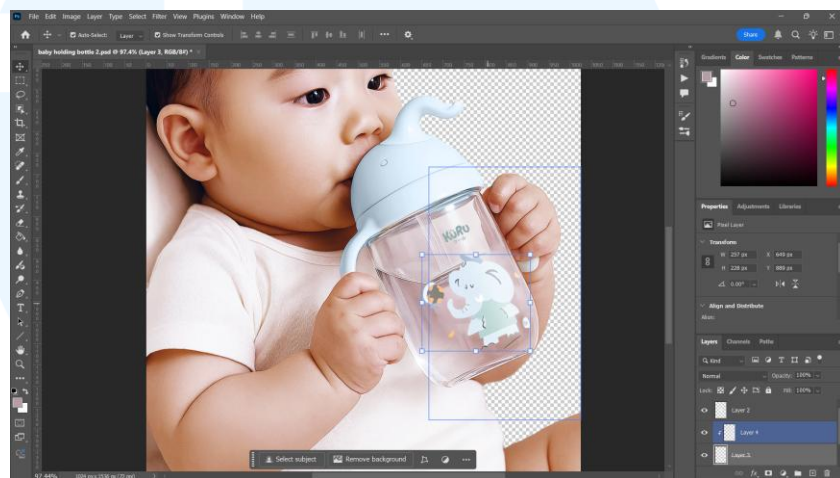 File Edit Image Layer Type Select Filter View Plugins Window Help
Auto-Select: Layer Show Transform Controls Share
baby holding bottle 2.psd @ 97.4% (Layer 3, RGB/8#) *
Gradients Color Swatches Patterns
KURU
Properties Adjustments Libraries
Pixel Layer
Transform
W 257 px X 649 px
H 228 px Y 880 px
0.00°
Align and Distribute
Align:
Layers Channels Paths
Kind
Normal Opacity: 100%
Lock: Fill: 100%
Layer 2
Layer 4
Layer 3
Select subject Remove background